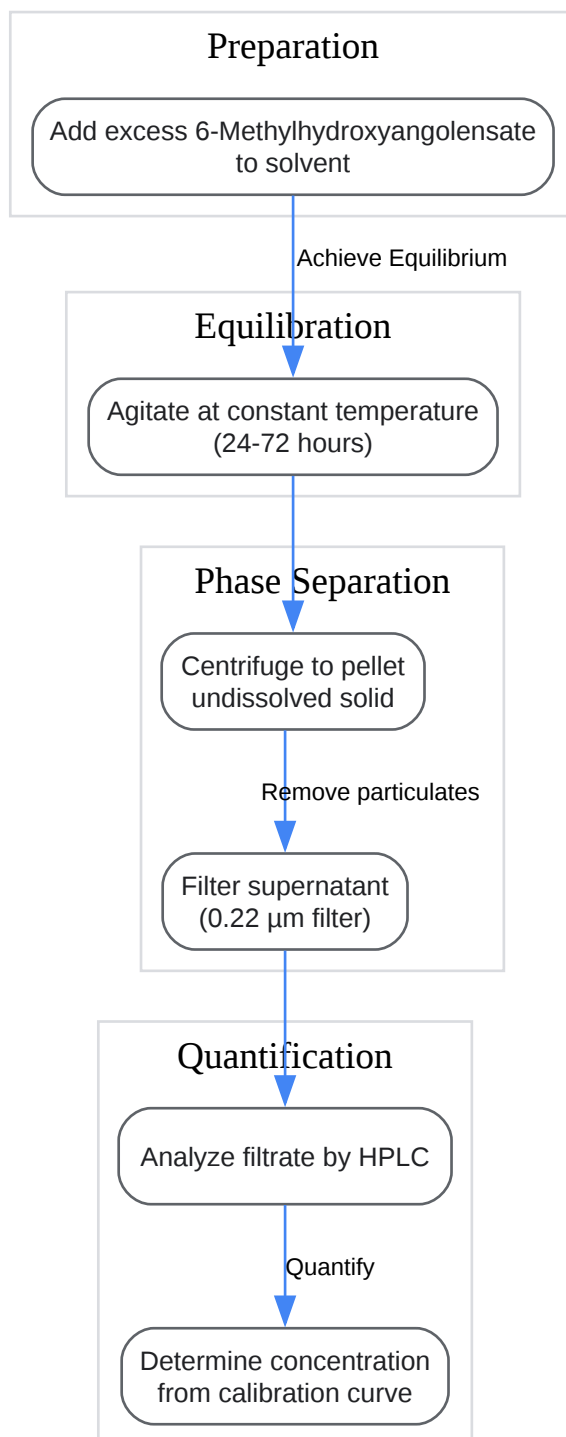 Preparation
Add excess 6-Methylhydroxyangolensate
to solvent
Achieve Equilibrium
Equilibration
Agitate at constant temperature
(24-72 hours)
Phase Separation
Centrifuge to pellet
undissolved solid
Remove particulates
Filter supernatant
(0.22 µm filter)
Quantification
Analyze filtrate by HPLC
Quantify
Determine concentration
from calibration curve